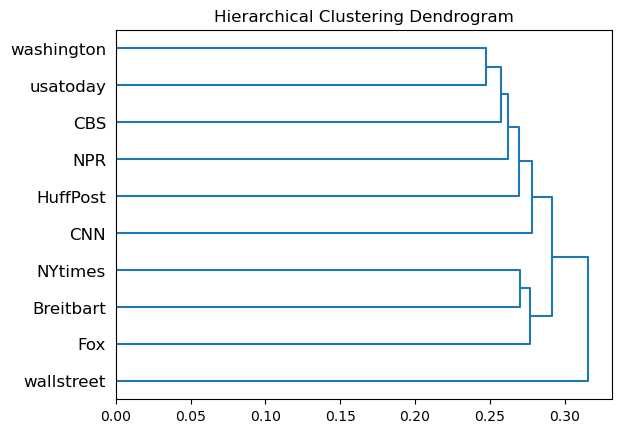 Hierarchical Clustering Dendrogram
washington
usatoday
CBS
NPR
HuffPost
CNN
NYtimes
Breitbart
Fox
wallstreet
0.00 0.05 0.10 0.15 0.20 0.25 0.30